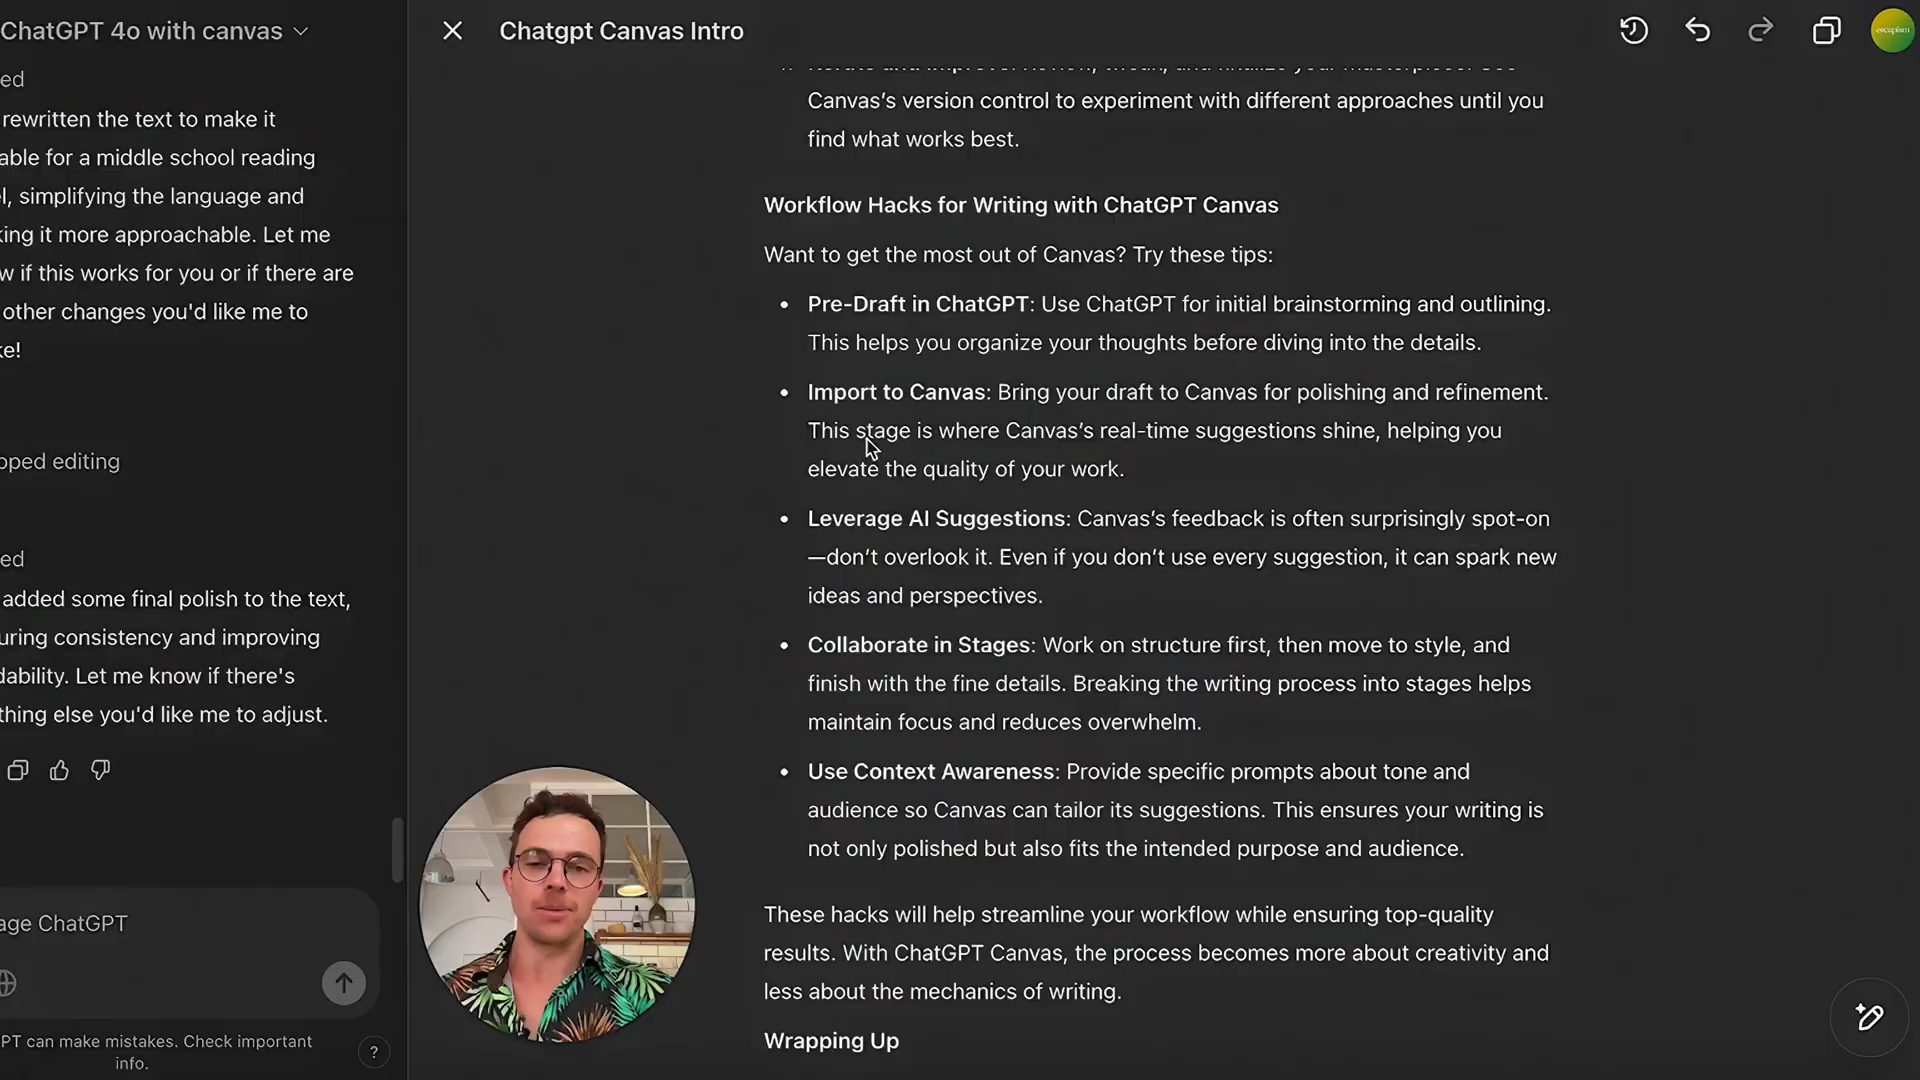 ChatGPT 4o with canvas
ed
rewritten the text to make it
able for a middle school reading
l, simplifying the language and
king it more approachable. Let me
w if this works for you or if there are
other changes you'd like me to
ke!
pped editing
ed
added some final polish to the text,
uring consistency and improving
dability. Let me know if there's
thing else you'd like me to adjust.
age ChatGPT
PT can make mistakes. Check important
info.
?
Chatgpt Canvas Intro
Canvas’s version control to experiment with different approaches until you
find what works best.
Workflow Hacks for Writing with ChatGPT Canvas
Want to get the most out of Canvas? Try these tips:
• Pre-Draft in ChatGPT: Use ChatGPT for initial brainstorming and outlining.
This helps you organize your thoughts before diving into the details.
• Import to Canvas: Bring your draft to Canvas for polishing and refinement.
This stage is where Canvas’s real-time suggestions shine, helping you
elevate the quality of your work.
• Leverage AI Suggestions: Canvas’s feedback is often surprisingly spot-on
—don’t overlook it. Even if you don’t use every suggestion, it can spark new
ideas and perspectives.
• Collaborate in Stages: Work on structure first, then move to style, and
finish with the fine details. Breaking the writing process into stages helps
maintain focus and reduces overwhelm.
• Use Context Awareness: Provide specific prompts about tone and
audience so Canvas can tailor its suggestions. This ensures your writing is
not only polished but also fits the intended purpose and audience.
These hacks will help streamline your workflow while ensuring top-quality
results. With ChatGPT Canvas, the process becomes more about creativity and
less about the mechanics of writing.
Wrapping Up